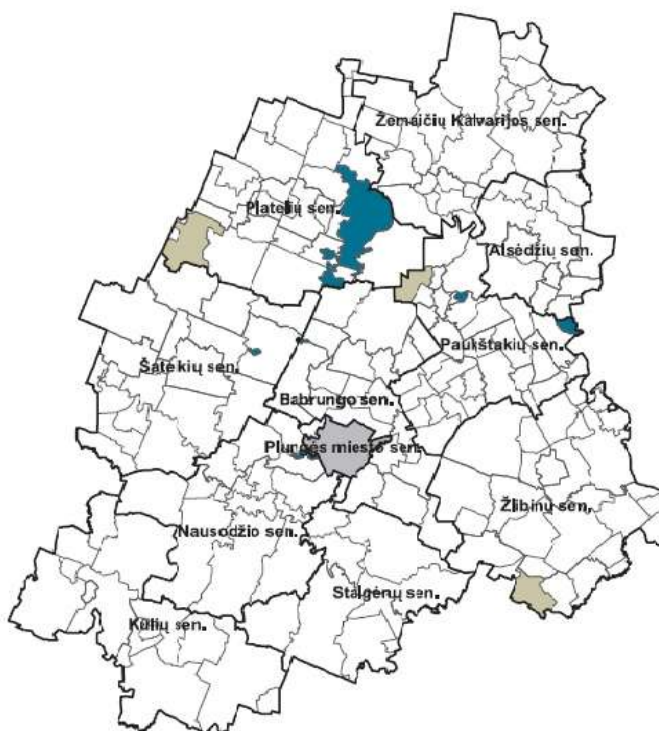 Žemaičių Kalvarijos sen.
Platelių sen.
Alsėdžių sen.
Paukštakių sen.
Šateikių sen.
Babrungo sen.
Plungės miesto sen.
Žlibinų sen.
Nausodžio sen.
Stalgėnų sen.
Kulių sen.